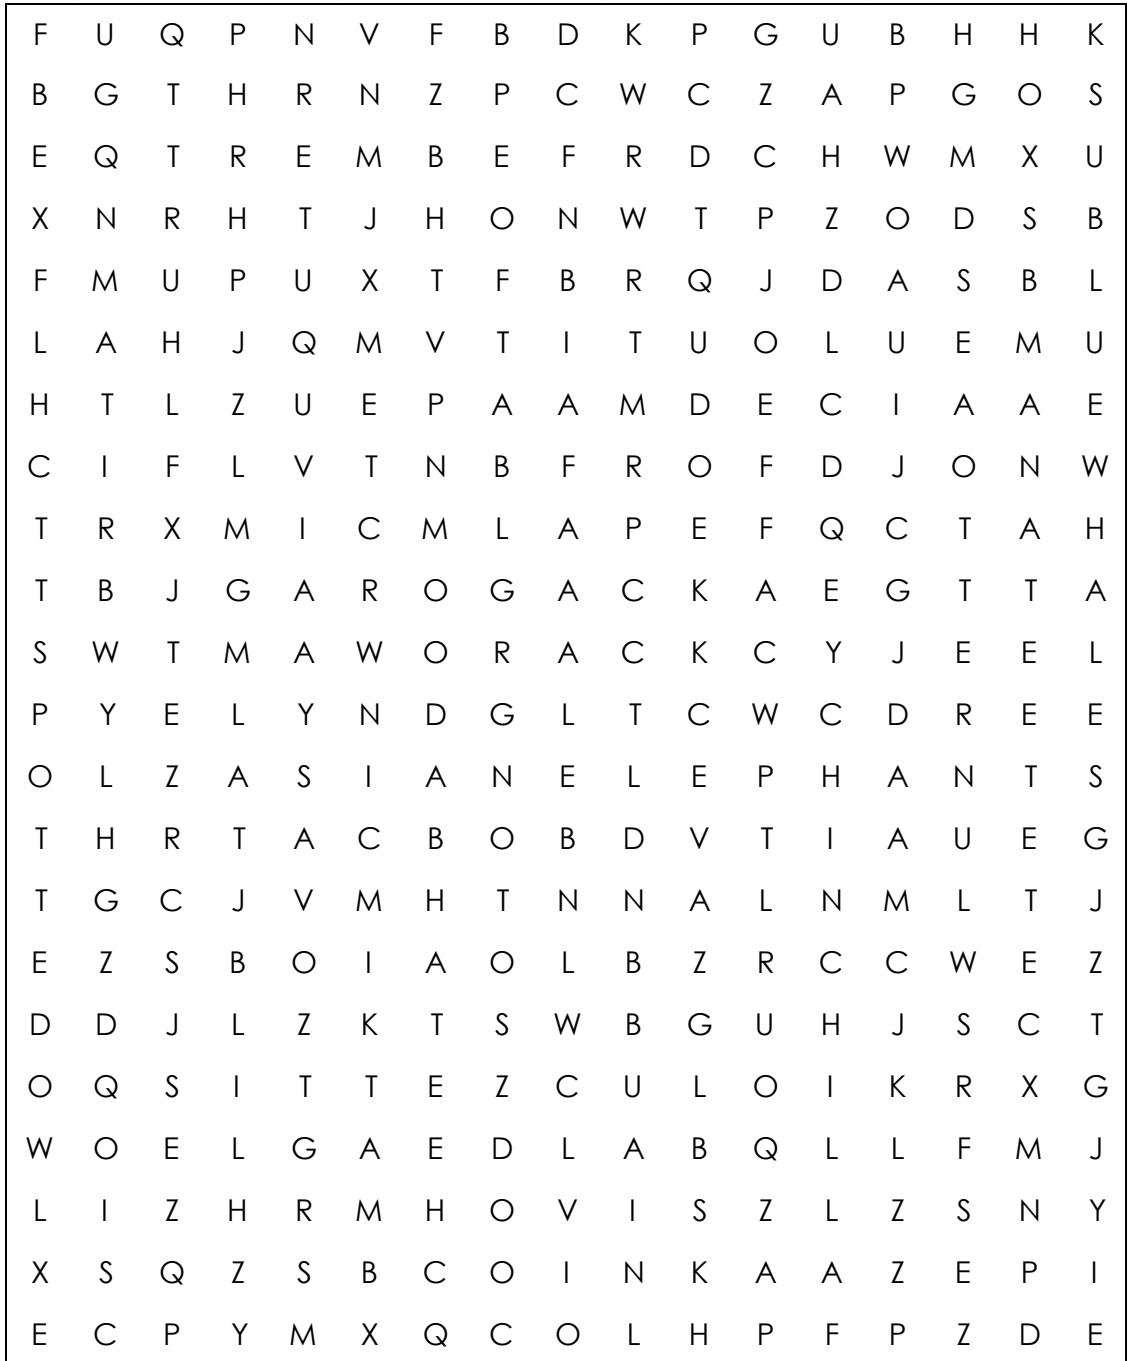 F U Q P N V F B D K P G U B H H K
B G T H R N Z P C W C Z A P G O S
E Q T R E M B E F R D C H W M X U
X N R H T J H O N W T P Z O D S B
F M U P U X T F B R Q J D A S B L
L A H J Q M V T I T U O L U E M U
H T L Z U E P A A M D E C I A A E
C I F L V T N B F R O F D J O N W
T R X M I C M L A P E F Q C T A H
T B J G A R O G A C K A E G T T A
S W T M A W O R A C K C Y J E E L
P Y E L Y N D G L T C W C D R E E
O L Z A S I A N E L E P H A N T S
T H R T A C B O B D V T I A U E G
T G C J V M H T N N A L N M L T J
E Z S B O I A O L B Z R C C W E Z
D D J L Z K T S W B G U H J S C T
O Q S I T T E Z C U L O I K R X G
W O E L G A E D L A B Q L L F M J
L I Z H R M H O V I S Z L Z S N Y
X S Q Z S B C O I N K A A Z E P I
E C P Y M X Q C O L H P F P Z D E